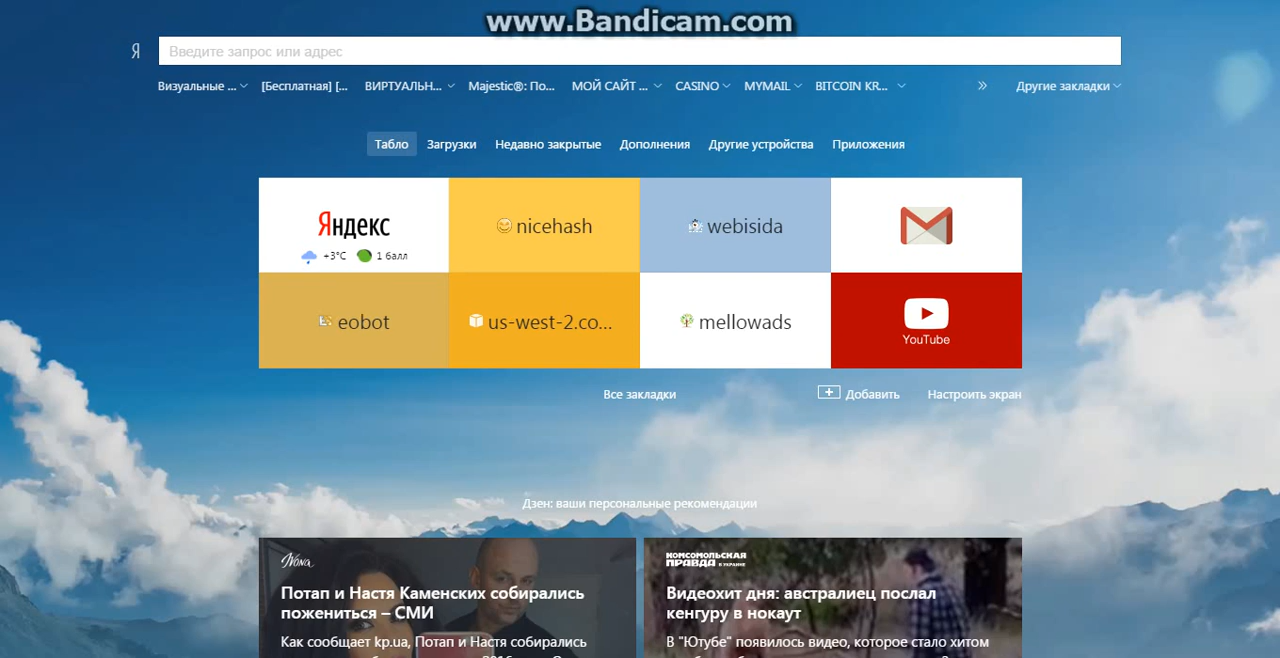 www.Bandicam.com
Я Введите запрос или адрес
Визуальные ... [Бесплатная] [... ВИРТУАЛЬН... Majestic®: По... МОЙ САЙТ ... CASINO MYMAIL BITCOIN KR... » Другие закладки
Табло Загрузки Недавно закрытые Дополнения Другие устройства Приложения
Яндекс nicehash webisida
+3°C 1 балл
eobot us-west-2.co... mellowads YouTube
Все закладки Добавить Настроить экран
Дзен: ваши персональные рекомендации
IVONA
Потап и Настя Каменских собирались
пожениться – СМИ
Как сообщает kp.ua, Потап и Настя собирались
КОМСОМОЛЬСКАЯ
ПРАВДА В УКРАИНЕ
Видеохит дня: австралиец послал
кенгуру в нокаут
В "Ютубе" появилось видео, которое стало хитом